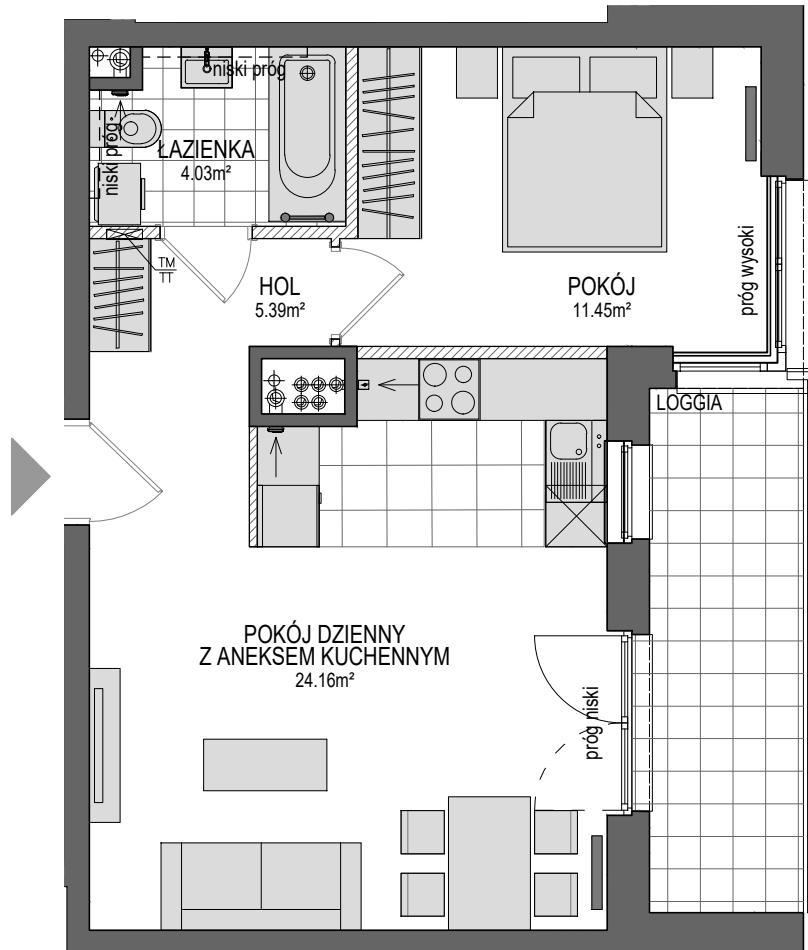 niski próg
niski próg
ŁAZIENKA
4.03m²
TM
TT
HOL
5.39m²
POKÓJ
11.45m²
próg wysoki
LOGGIA
POKÓJ DZIENNY
Z ANEKSEM KUCHENNYM
24.16m²
próg niski